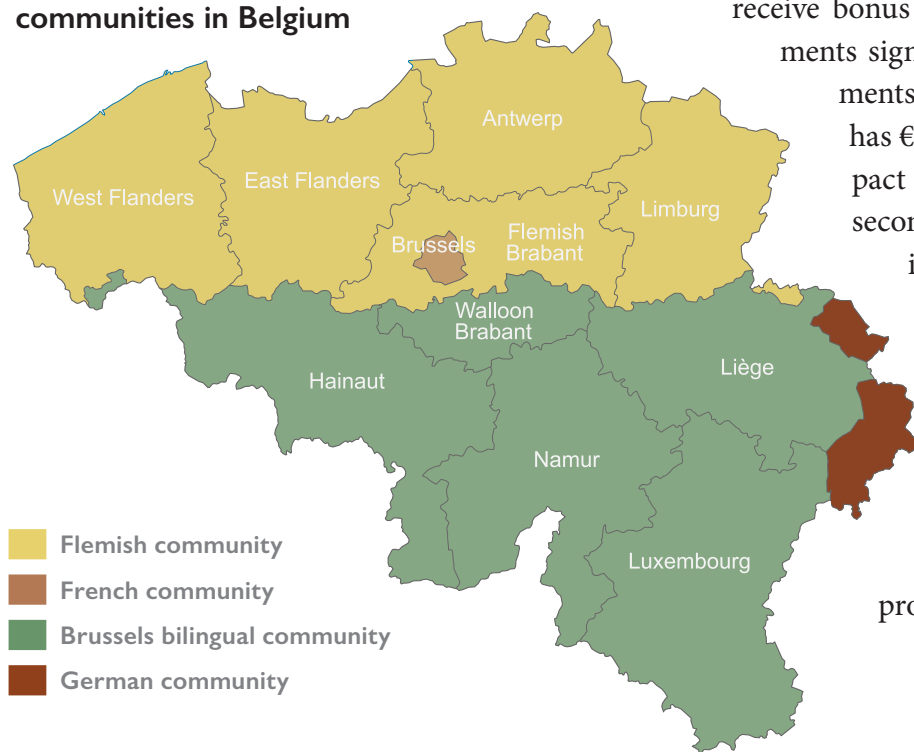 communities in Belgium
receive bonus
ments sign
ments
has €
pact
secon
i
pro
Antwerp
West Flanders
East Flanders
Limburg
Brussels
Flemish
Brabant
Walloon
Brabant
Liège
Hainaut
Namur
Luxembourg
Flemish community
French community
Brussels bilingual community
German community